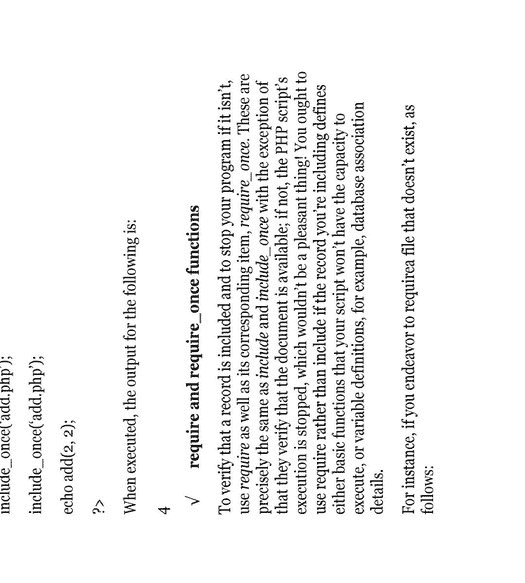 include_once('add.php');
include_once('add.php');
echo add(2, 2);
?>
When executed, the output for the following is:
4
√ require and require_once functions
To verify that a record is included and to stop your program if it isn't,
use require as well as its corresponding item, require_once. These are
precisely the same as include and include_once with the exception of
that they verify that the document is available; if not, the PHP script's
execution is stopped, which wouldn't be a pleasant thing! You ought to
use require rather than include if the record you're including defines
either basic functions that your script won't have the capacity to
execute, or variable definitions, for example, database association
details.
For instance, if you endeavor to requirea file that doesn't exist, as
follows: